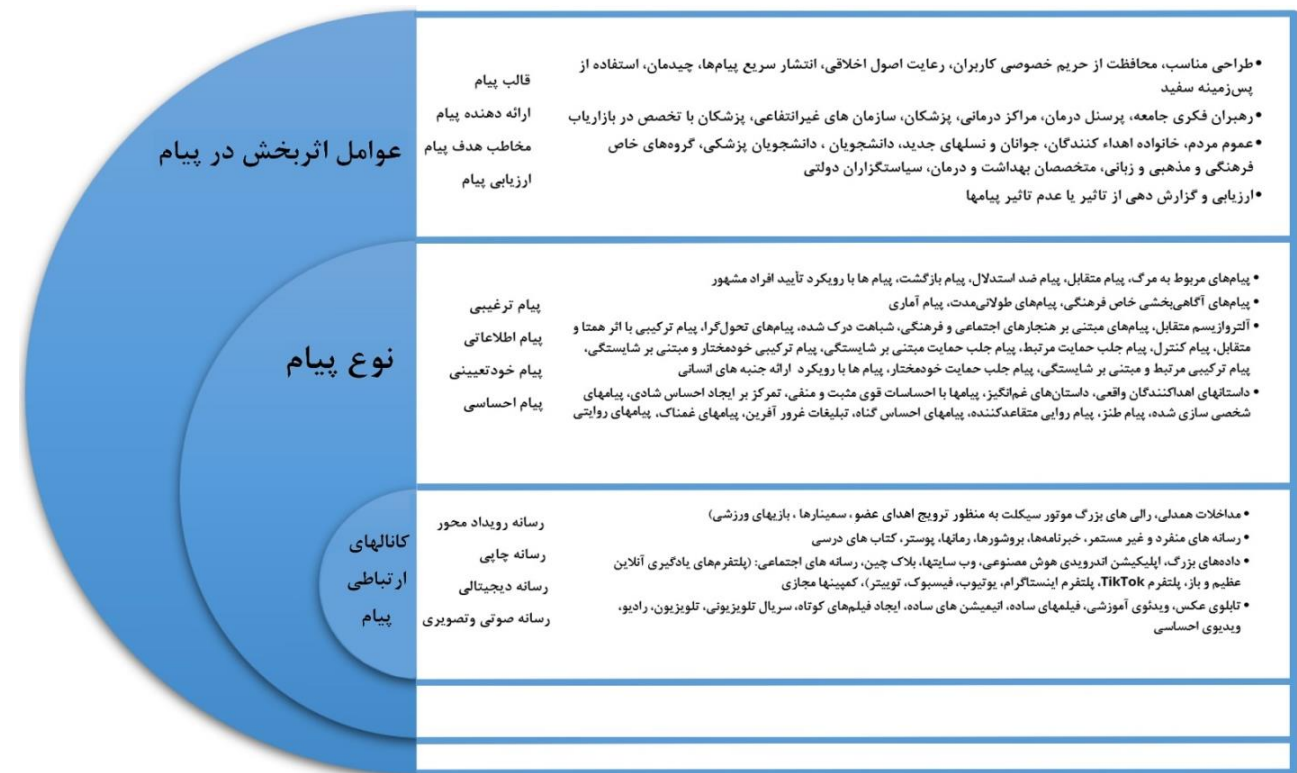 عوامل اثربخش در پیام
قالب پیام
ارائه دهنده پیام
مخاطب هدف پیام
ارزیابی پیام
•طراحی مناسب، محافظت از حریم خصوصی کاربران، رعایت اصول اخلاقی، انتشار سریع پیام‌ها، چیدمان، استفاده از
پس‌زمینه سفید
•رهبران فکری جامعه، پرسنل درمان، مراکز درمانی، پزشکان، سازمان های غیرانتفاعی، پزشکان با تخصص در بازاریاب
•عموم مردم، خانواده اهداء کنندگان، جوانان و نسلهای جدید، دانشجویان ، دانشجویان پزشکی، گروه‌های خاص
فرهنگی و مذهبی و زبانی، متخصصان بهداشت و درمان، سیاستگزاران دولتی
•ارزیابی و گزارش دهی از تاثیر یا عدم تاثیر پیامها
نوع پیام
پیام ترغیبی
پیام اطلاعاتی
پیام خودتعیینی
پیام احساسی
• پیام‌های مربوط به مرگ، پیام متقابل، پیام ضد استدلال، پیام بازگشت، پیام ها با رویکرد تأیید افراد مشهور
• پیام‌های آگاهی‌بخشی خاص فرهنگی، پیام‌های طولانی‌مدت، پیام آماری
• آلتروازیسم متقابل، پیام‌های مبتنی بر هنجارهای اجتماعی و فرهنگی، شباهت درک شده، پیام‌های تحول‌گرا، پیام ترکیبی با اثر همتا و
متقابل، پیام کنترل، پیام جلب حمایت مرتبط، پیام جلب حمایت مبتنی بر شایستگی، پیام ترکیبی خودمختار و مبتنی بر شایستگی،
پیام ترکیبی مرتبط و مبتنی بر شایستگی، پیام جلب حمایت خودمختار، پیام ها با رویکرد ارائه جنبه های انسانی
• داستانهای اهداکنندگان واقعی، داستان‌های غم‌انگیز، پیامها با احساسات قوی مثبت و منفی، تمرکز بر ایجاد احساس شادی، پیامهای
شخصی سازی شده، پیام طنز، پیام روایی متقاعدکننده، پیامهای احساس گناه، تبلیغات غرور آفرین، پیامهای غمناک، پیامهای روایتی
کانالهای
ارتباطی
پیام
رسانه رویداد محور
رسانه چاپی
رسانه دیجیتالی
رسانه صوتی وتصویری
• مداخلات همدلی، رالی های بزرگ موتور سیکلت به منظور ترویج اهدای عضو ، سمینارها ، بازیهای ورزشی)
• رسانه های منفرد و غیر مستمر، خبرنامه‌ها، بروشورها، رمانها، پوستر، کتاب های درسی
• داده‌های بزرگ، اپلیکیشن اندرویدی هوش مصنوعی، وب سایتها، بلاک چین، رسانه های اجتماعی: (پلتفرم‌های یادگیری آنلاین
عظیم و باز، پلتفرم TikTok، پلتفرم اینستاگرام، یوتیوب، فیسبوک، توییتر)، کمپینها مجازی
• تابلوی عکس، ویدئوی آموزشی، فیلمهای ساده، انیمیشن های ساده، ایجاد فیلم‌های کوتاه، سریال تلویزیونی، تلویزیون، رادیو،
ویدیوی احساسی